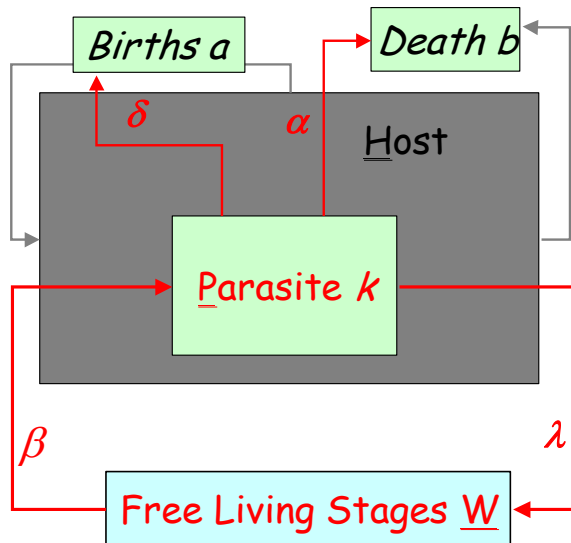 Births a
Death b
δ
α
Host
Parasite k
β
λ
Free Living Stages W